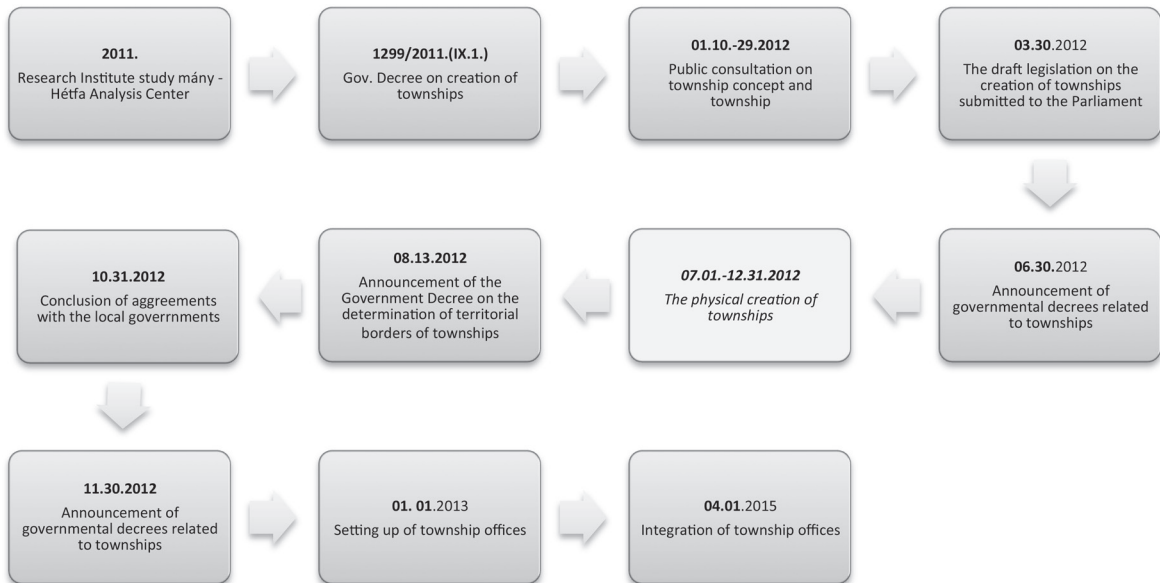 2011.
Research Institute study mány -
Hétfa Analysis Center
1299/2011.(IX.1.)
Gov. Decree on creation of
townships
01.10.-29.2012
Public consultation on
township concept and
township
03.30.2012
The draft legislation on the
creation of townships
submitted to the Parliament
06.30.2012
Announcement of
governmental decrees related
to townships
07.01.-12.31.2012
The physical creation of
townships
08.13.2012
Announcement of the
Government Decree on the
determination of territorial
borders of townships
10.31.2012
Conclusion of aggreements
with the local goverrnments
11.30.2012
Announcement of
governmental decrees related
to townships
01. 01.2013
Setting up of township offices
04.01.2015
Integration of township offices